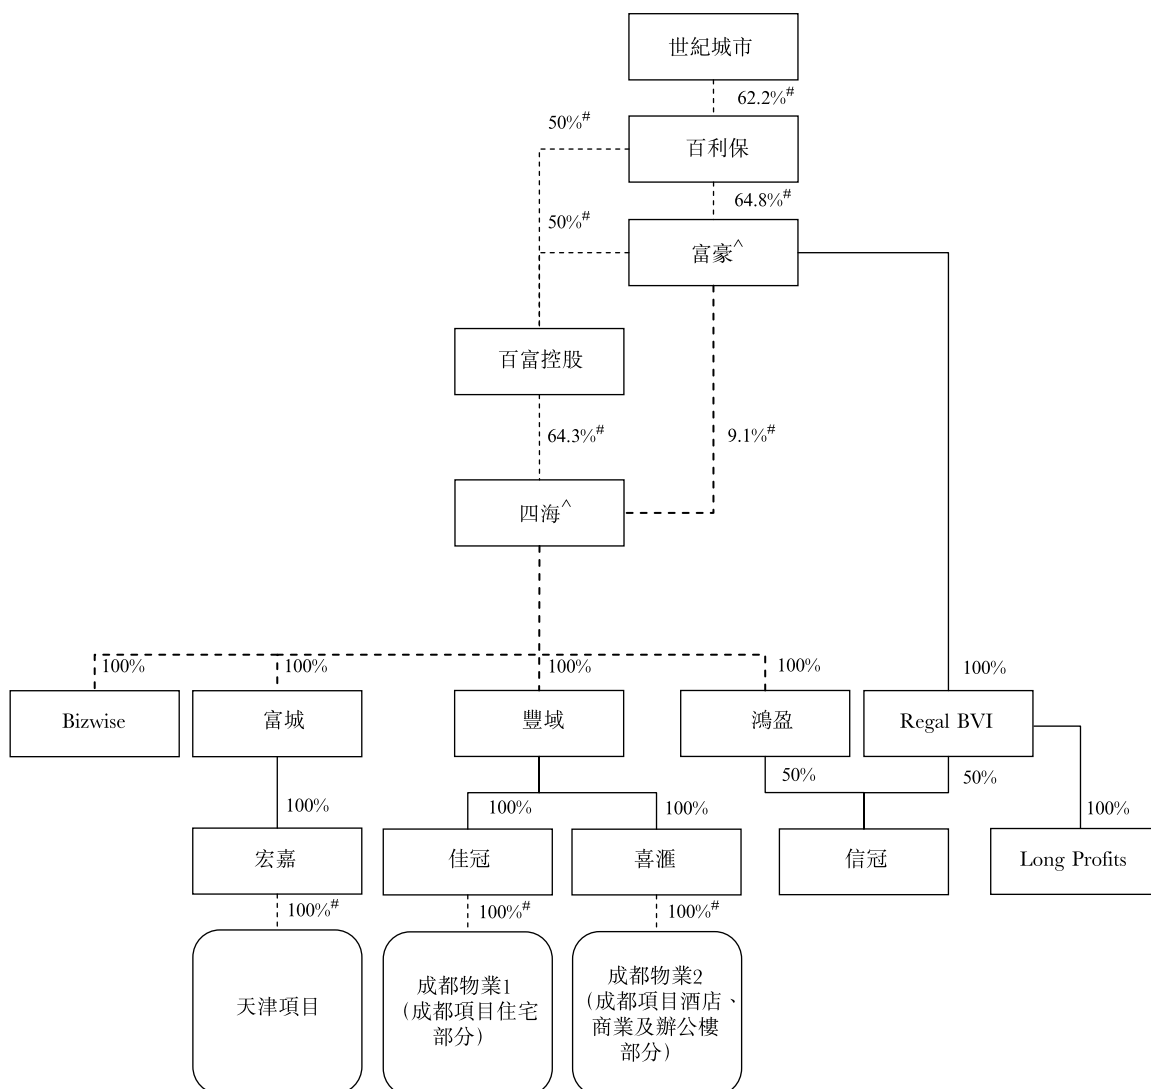 世紀城市
62.2%#
50%#
百利保
64.8%#
50%#
富豪^
百富控股
64.3%#
9.1%#
四海^
100%
100%
100%
100%
100%
Bizwise
富城
豐域
鴻盈
Regal BVI
50%
50%
100%
100%
100%
100%
宏嘉
佳冠
喜滙
信冠
Long Profits
100%#
100%#
100%#
天津項目
成都物業1
（成都項目住宅
部分）
成都物業2
（成都項目酒店、
商業及辦公樓
部分）